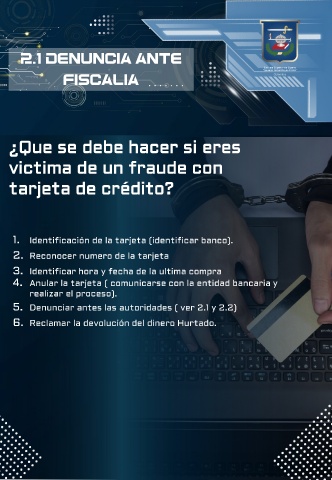 2.1 DENUNCIA ANTE
FISCALIA ......
¿Que se debe hacer si eres
victima de un fraude con
tarjeta de crédito?
1. Identificación de la tarjeta (identificar banco).
2. Reconocer numero de la tarjeta
3. Identificar hora y fecha de la ultima compra
4. Anular la tarjeta ( comunicarse con la entidad bancaria y
realizar el proceso).
5. Denunciar antes las autoridades ( ver 2.1 y 2.2)
6. Reclamar la devolución del dinero Hurtado.